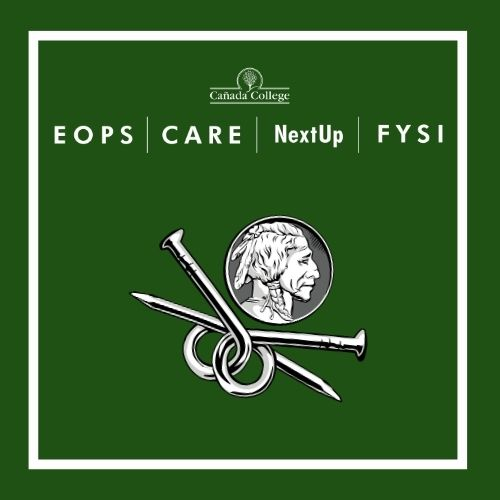 Cañada College
EOPS | CARE | NextUp | FYSI